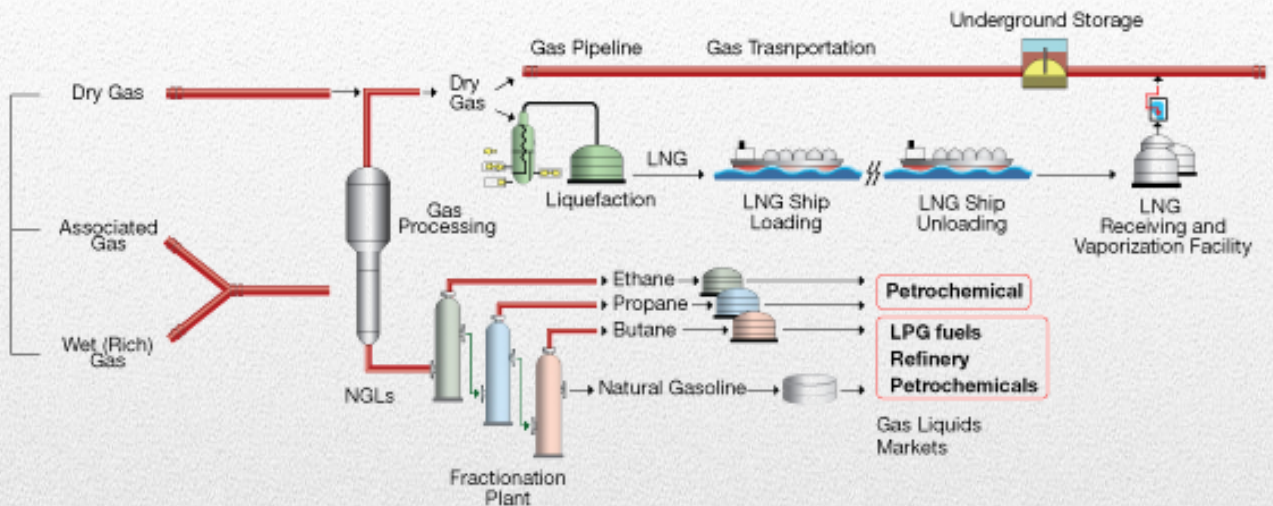 Underground Storage
Gas Pipeline
Gas Trasnportation
Dry Gas
Dry
Gas
LNG
Liquefaction
LNG Ship
Loading
LNG Ship
Unloading
LNG
Receiving and
Vaporization Facility
Associated
Gas
Gas
Processing
Wet (Rich)
Gas
NGLs
Ethane
Propane
Butane
Natural Gasoline
Petrochemical
LPG fuels
Refinery
Petrochemicals
Gas Liquids
Markets
Fractionation
Plant